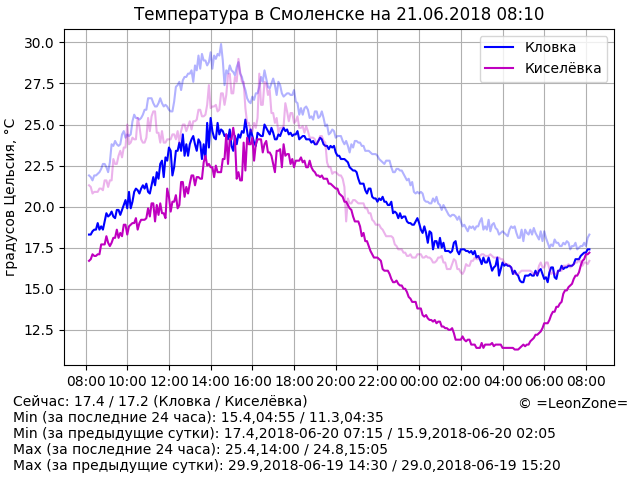 Температура в Смоленске на 21.06.2018 08:10
Кловка
Киселёвка
градусов Цельсия, °C
30.0
27.5
25.0
22.5
20.0
17.5
15.0
12.5
08:00 10:00 12:00 14:00 16:00 18:00 20:00 22:00 00:00 02:00 04:00 06:00 08:00
Сейчас: 17.4 / 17.2 (Кловка / Киселёвка)
© =LeonZone=
Min (за последние 24 часа): 15.4,04:55 / 11.3,04:35
Min (за предыдущие сутки): 17.4,2018-06-20 07:15 / 15.9,2018-06-20 02:05
Max (за последние 24 часа): 25.4,14:00 / 24.8,15:05
Max (за предыдущие сутки): 29.9,2018-06-19 14:30 / 29.0,2018-06-19 15:20